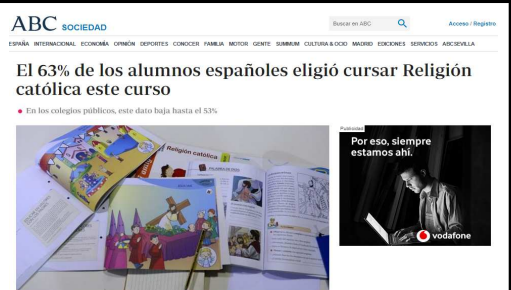 ABC SOCIEDAD
Buscar en ABC
Acceso / Registro
ESPAÑA INTERNACIONAL ECONOMÍA OPINIÓN DEPORTES CONOCER FAMILIA MOTOR GENTE SUMMUM CULTURA & OCIO MADRID EDICIONES SERVICIOS ABCSEVILLA
El 63% de los alumnos españoles eligió cursar Religión
católica este curso
En los colegios públicos, este dato baja hasta el 53%
Publicidad
Por eso, siempre
estamos ahí.
vodafone
Religión católica